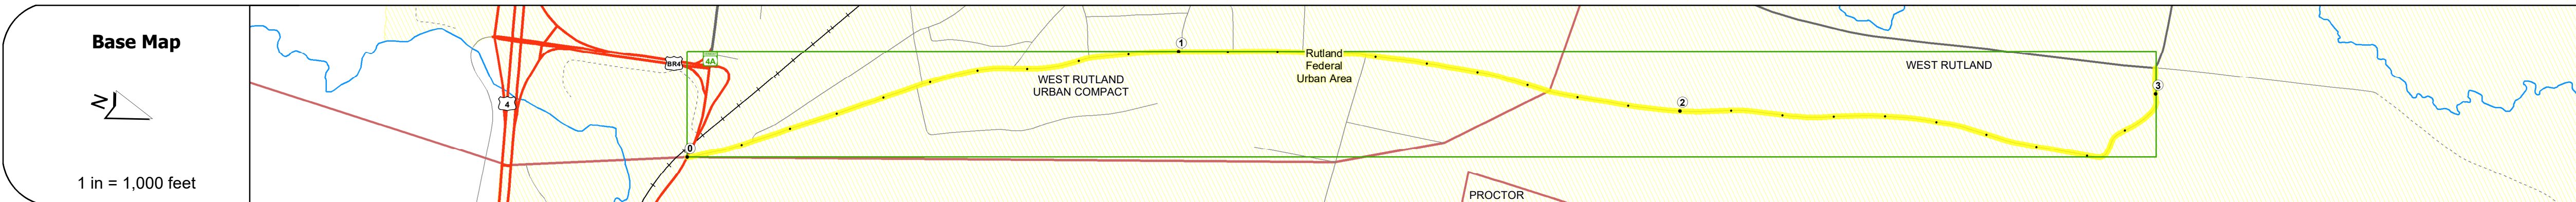 Base Map
N
1 in = 1,000 feet
4
BR4
4A
0
WEST RUTLAND
URBAN COMPACT
1
Rutland
Federal
Urban Area
PROCTOR
2
WEST RUTLAND
3